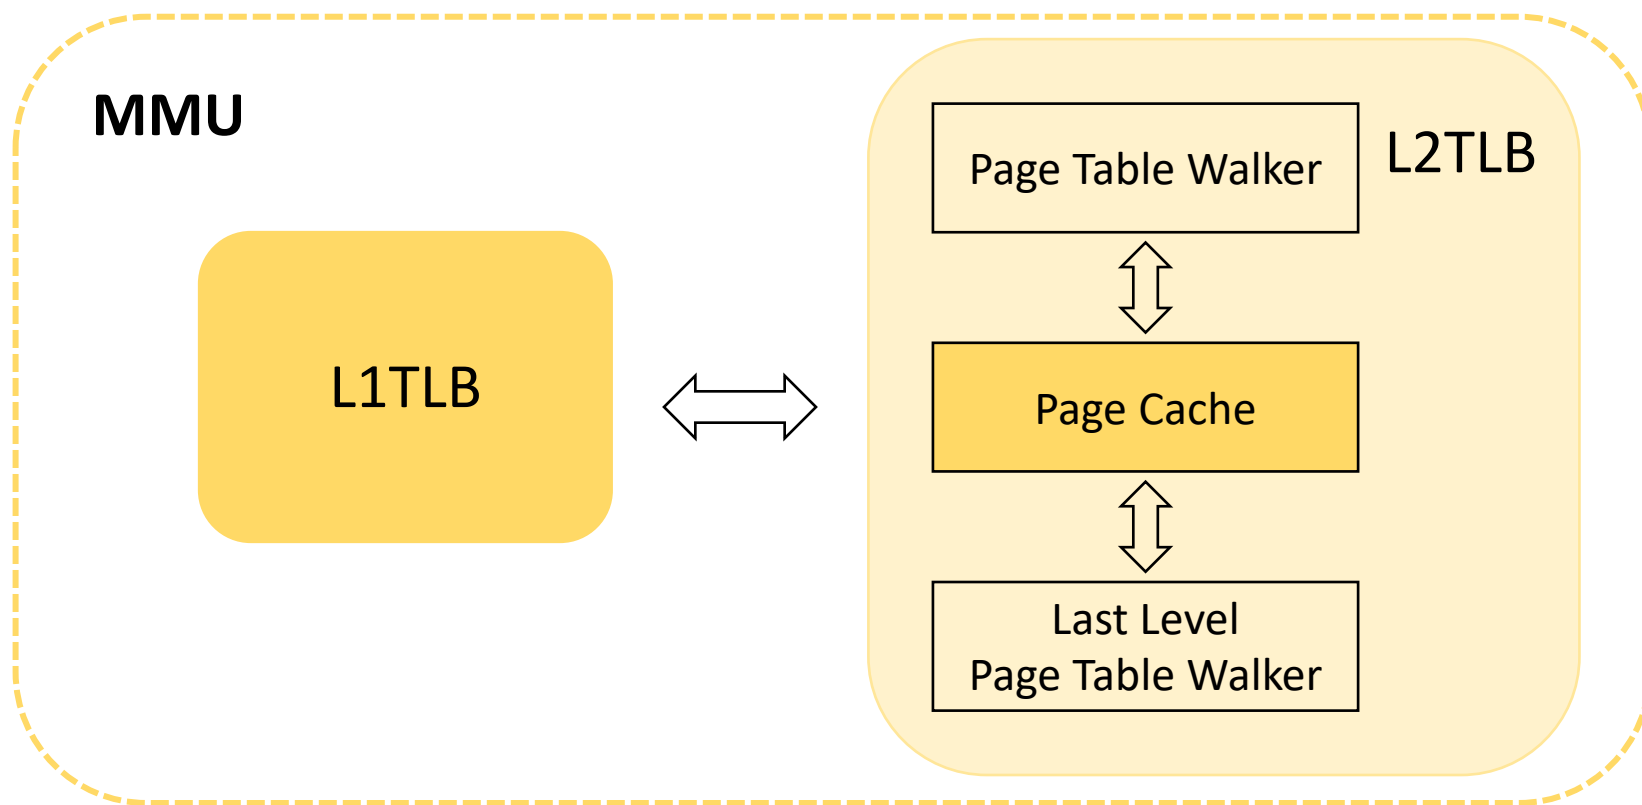 MMU
L1TLB
L2TLB
Page Table Walker
Page Cache
Last Level
Page Table Walker